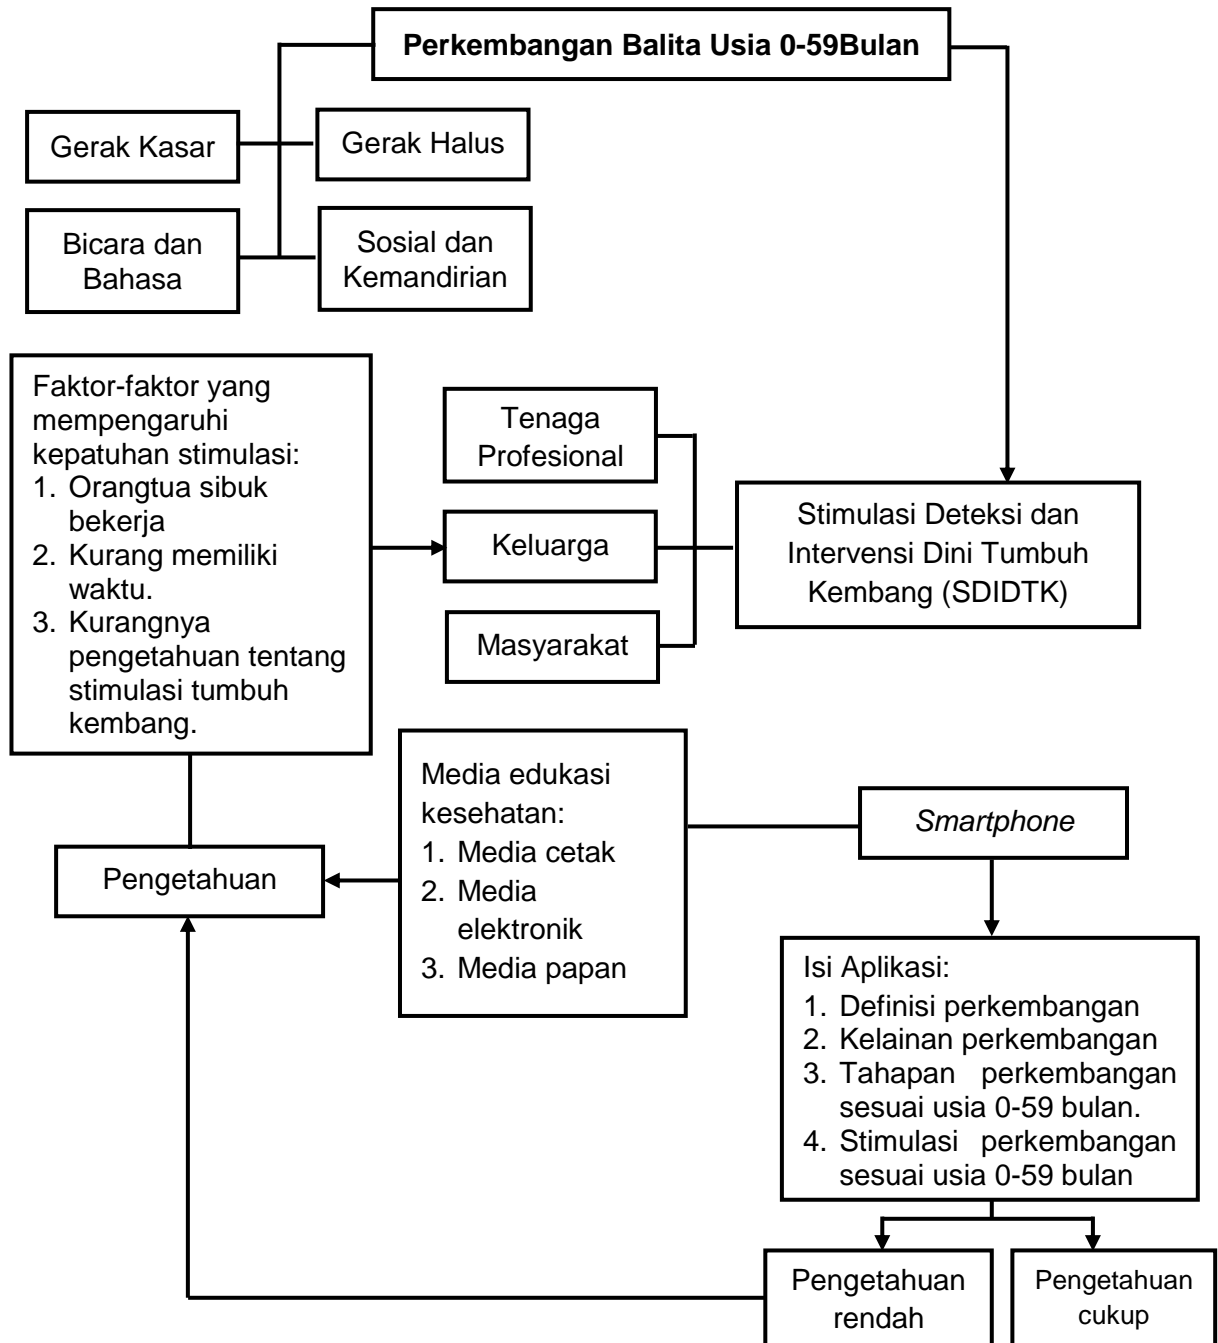 Perkembangan Balita Usia 0-59Bulan
Gerak Kasar
Gerak Halus
Bicara dan
Bahasa
Sosial dan
Kemandirian
Faktor-faktor yang
mempengaruhi
kepatuhan stimulasi:
1. Orangtua sibuk
bekerja
2. Kurang memiliki
waktu.
3. Kurangnya
pengetahuan tentang
stimulasi tumbuh
kembang.
Tenaga
Profesional
Keluarga
Masyarakat
Stimulasi Deteksi dan
Intervensi Dini Tumbuh
Kembang (SDIDTK)
Media edukasi
kesehatan:
1. Media cetak
2. Media
elektronik
3. Media papan
Smartphone
Pengetahuan
Isi Aplikasi:
1. Definisi perkembangan
2. Kelainan perkembangan
3. Tahapan perkembangan
sesuai usia 0-59 bulan.
4. Stimulasi perkembangan
sesuai usia 0-59 bulan
Pengetahuan
rendah
Pengetahuan
cukup